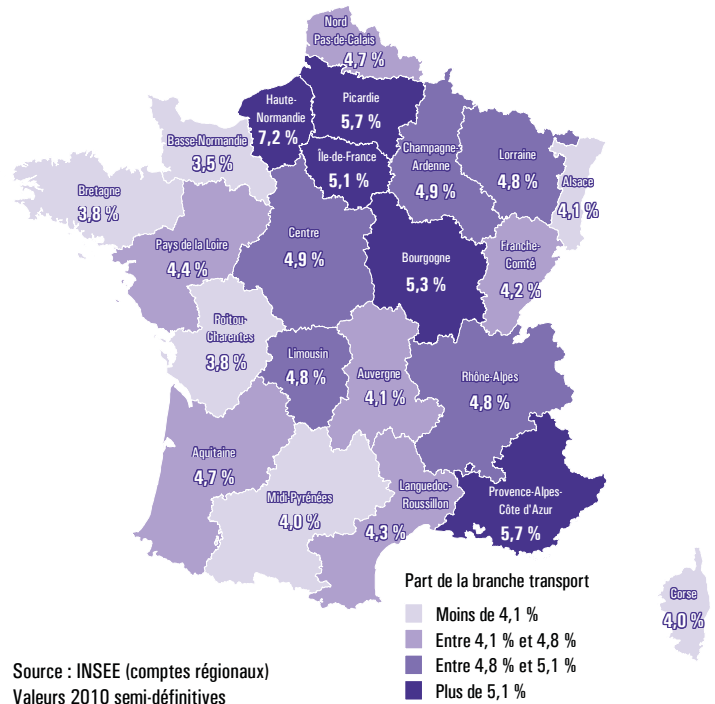 Nord
Pas-de-Calais
4,7 %
Haute-
Normandie
7,2 %
Picardie
5,7 %
Basse-Normandie
3,5 %
Île-de-France
5,1 %
Champagne-
Ardenne
4,9 %
Lorraine
4,8 %
Alsace
4,1 %
Bretagne
3,8 %
Pays de la Loire
4,4 %
Centre
4,9 %
Bourgogne
5,3 %
Franche-
Comté
4,2 %
Poitou-
Charentes
3,8 %
Limousin
4,8 %
Auvergne
4,1 %
Rhône-Alpes
4,8 %
Aquitaine
4,7 %
Midi-Pyrénées
4,0 %
Languedoc-
Roussillon
4,3 %
Provence-Alpes-
Côte d'Azur
5,7 %
Corse
4,0 %
Part de la branche transport
Moins de 4,1 %
Entre 4,1 % et 4,8 %
Entre 4,8 % et 5,1 %
Plus de 5,1 %
Source : INSEE (comptes régionaux)
Valeurs 2010 semi-définitives